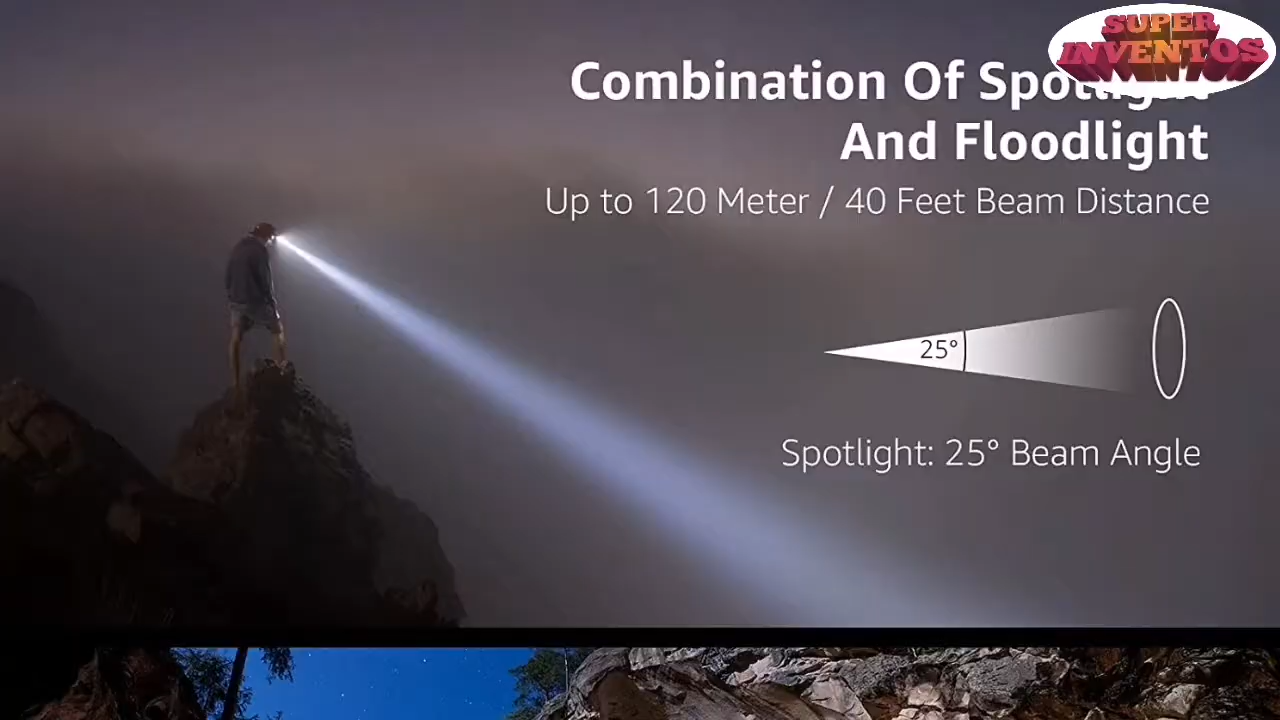 SUPER
INVENTOS
Combination Of Spotlight
And Floodlight
Up to 120 Meter / 40 Feet Beam Distance
25°
Spotlight: 25° Beam Angle